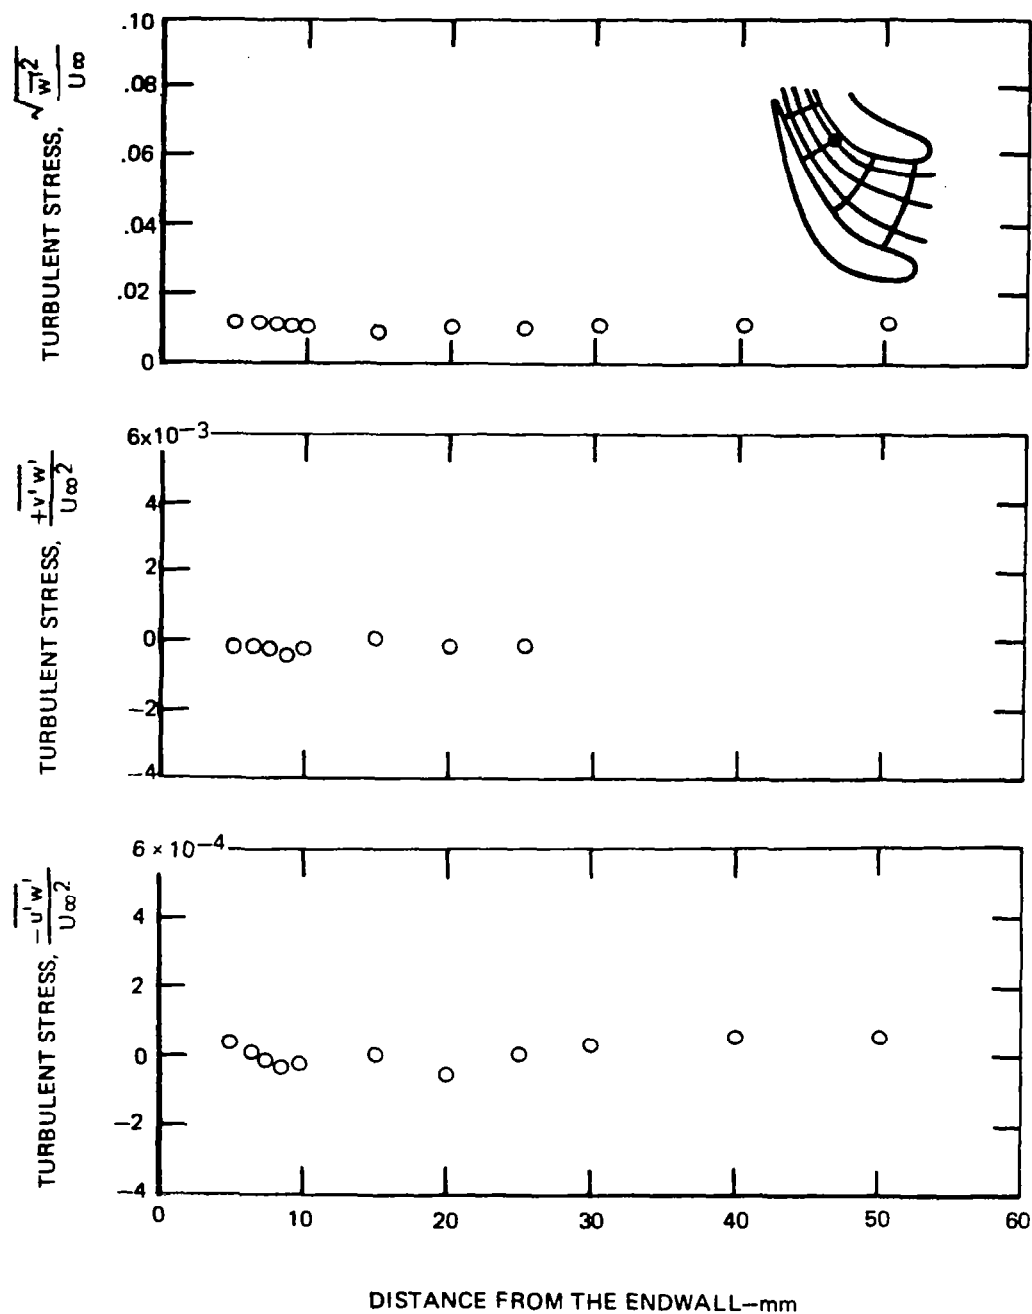 TURBULENT STRESS, √w'2 / U∞
.10
.08
.06
.04
.02
0
TURBULENT STRESS, +v'w' / U∞2
6x10−3
4
2
0
−2
−4
TURBULENT STRESS, −u'w' / U∞2
6 × 10−4
4
2
0
−2
−4
0 10 20 30 40 50 60
DISTANCE FROM THE ENDWALL–mm